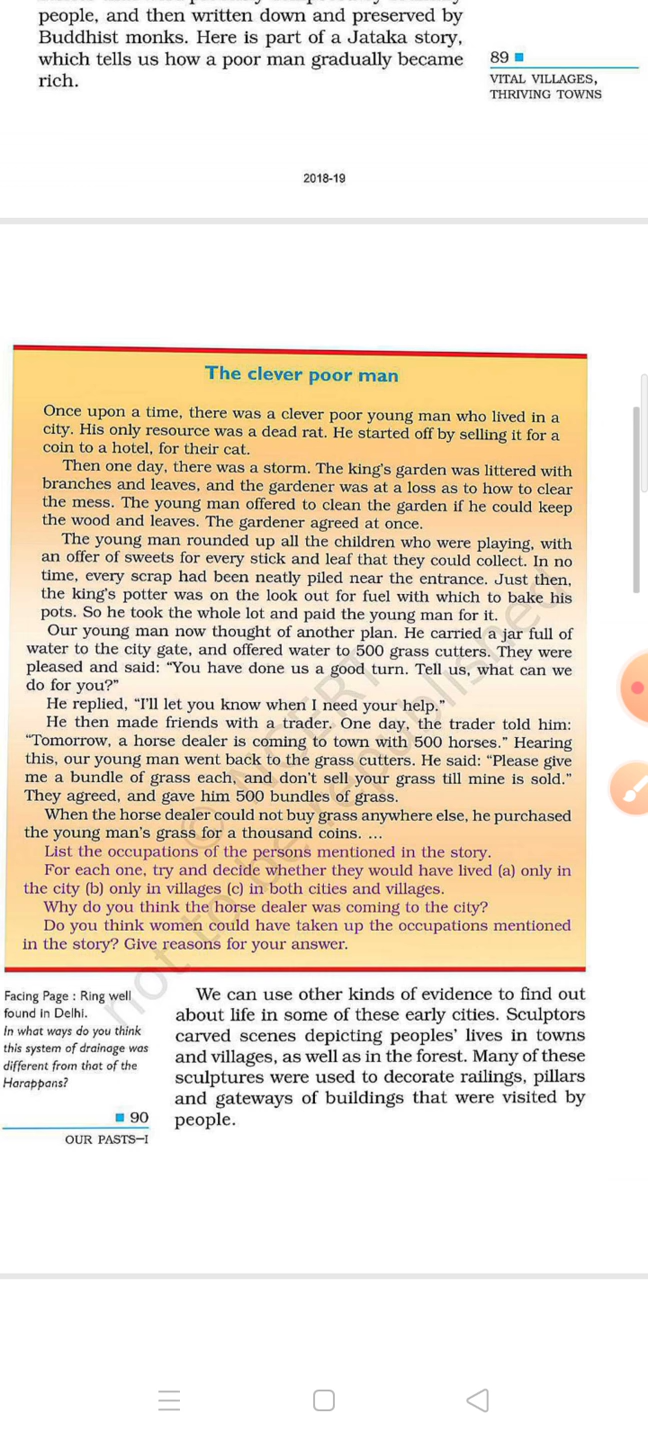 people, and then written down and preserved by
Buddhist monks. Here is part of a Jataka story,
which tells us how a poor man gradually became
rich.
89
VITAL VILLAGES,
THRIVING TOWNS
2018-19
The clever poor man
Once upon a time, there was a clever poor young man who lived in a
city. His only resource was a dead rat. He started off by selling it for a
coin to a hotel, for their cat.
Then one day, there was a storm. The king's garden was littered with
branches and leaves, and the gardener was at a loss as to how to clear
the mess. The young man offered to clean the garden if he could keep
the wood and leaves. The gardener agreed at once.
The young man rounded up all the children who were playing, with
an offer of sweets for every stick and leaf that they could collect. In no
time, every scrap had been neatly piled near the entrance. Just then,
the king's potter was on the look out for fuel with which to bake his
pots. So he took the whole lot and paid the young man for it.
Our young man now thought of another plan. He carried a jar full of
water to the city gate, and offered water to 500 grass cutters. They were
pleased and said: “You have done us a good turn. Tell us, what can we
do for you?”
He replied, “I'll let you know when I need your help.”
He then made friends with a trader. One day, the trader told him:
“Tomorrow, a horse dealer is coming to town with 500 horses.” Hearing
this, our young man went back to the grass cutters. He said: “Please give
me a bundle of grass each, and don't sell your grass till mine is sold.”
They agreed, and gave him 500 bundles of grass.
When the horse dealer could not buy grass anywhere else, he purchased
the young man's grass for a thousand coins. ...
List the occupations of the persons mentioned in the story.
For each one, try and decide whether they would have lived (a) only in
the city (b) only in villages (c) in both cities and villages.
Why do you think the horse dealer was coming to the city?
Do you think women could have taken up the occupations mentioned
in the story? Give reasons for your answer.
© NCERT
not to be republished
Facing Page : Ring well
found in Delhi.
In what ways do you think
this system of drainage was
different from that of the
Harappans?
90
OUR PASTS–I
We can use other kinds of evidence to find out
about life in some of these early cities. Sculptors
carved scenes depicting peoples' lives in towns
and villages, as well as in the forest. Many of these
sculptures were used to decorate railings, pillars
and gateways of buildings that were visited by
people.